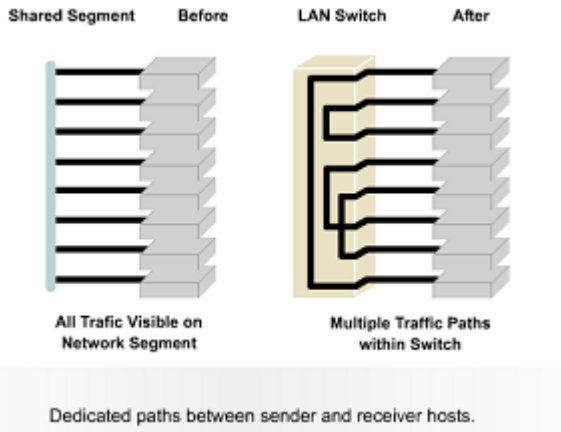 Shared Segment Before LAN Switch After
All Trafic Visible on
Network Segment
Multiple Traffic Paths
within Switch
Dedicated paths between sender and receiver hosts.